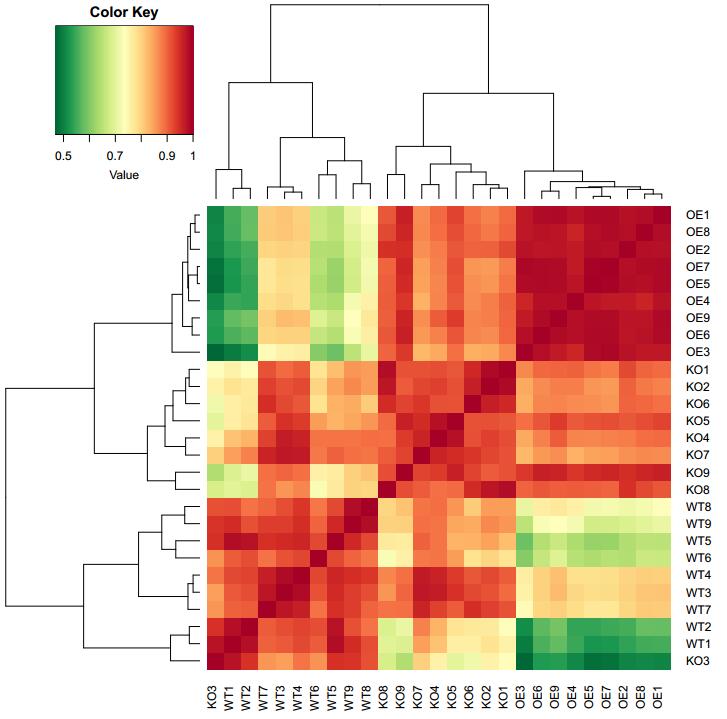 Color Key
0.5 0.7 0.9 1
Value
OE1
OE8
OE2
OE7
OE5
OE4
OE9
OE6
OE3
KO1
KO2
KO6
KO5
KO4
KO7
KO9
KO8
WT8
WT9
WT5
WT6
WT4
WT3
WT7
WT2
WT1
KO3
KO3 WT1 WT2 WT7 WT3 WT4 WT6 WT5 WT9 WT8 KO8 KO9 KO7 KO4 KO5 KO6 KO2 KO1 OE3 OE6 OE9 OE4 OE5 OE7 OE2 OE8 OE1